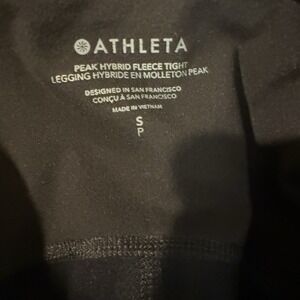 ATHLETA
PEAK HYBRID FLEECE TIGHT
LEGGING HYBRIDE EN MOLLETON PEAK
DESIGNED IN SAN FRANCISCO
CONÇU À SAN FRANCISCO
MADE IN VIETNAM
S
P